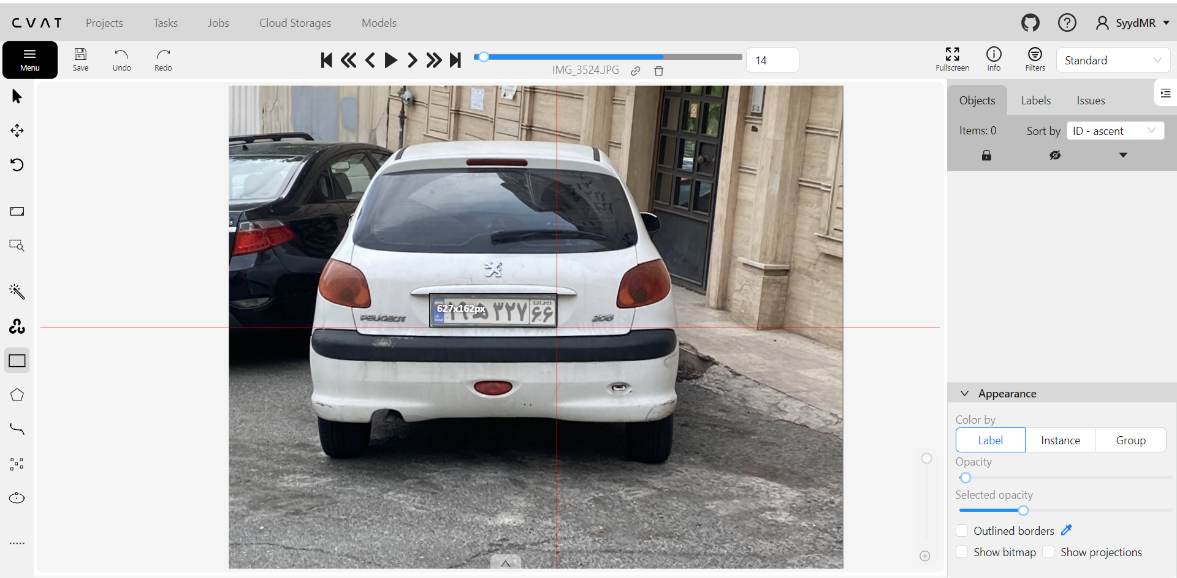 CVAT
Projects
Tasks
Jobs
Cloud Storages
Models
SyydMR
Menu
Save
Undo
Redo
14
IMG_3524.JPG
Fullscreen
Info
Filters
Standard
Objects
Labels
Issues
Items: 0
Sort by
ID - ascent
627x162px
۳۲۷
۶۶
PEUGEOT
206
Appearance
Color by
Label
Instance
Group
Opacity
Selected opacity
Outlined borders
Show bitmap
Show projections